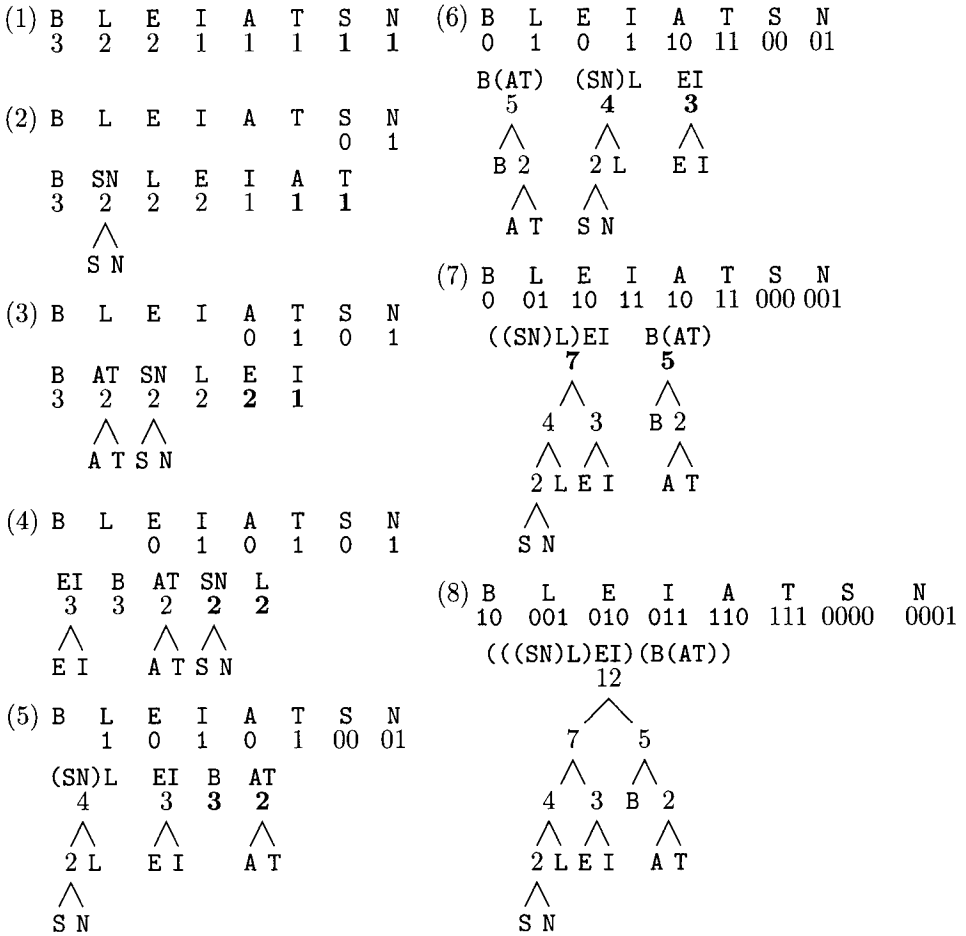 (1) B L E I A T S N
3 2 2 1 1 1 1 1
(2) B L E I A T S N
0 1
B SN L E I A T
3 2 2 2 1 1 1
S N
(3) B L E I A T S N
0 1 0 1
B AT SN L E I
3 2 2 2 2 1
A T S N
(4) B L E I A T S N
0 1 0 1 0 1
EI B AT SN L
3 3 2 2 2
E I A T S N
(5) B L E I A T S N
1 0 1 0 1 00 01
(SN)L EI B AT
4 3 3 2
2 L E I A T
S N
(6) B L E I A T S N
0 1 0 1 10 11 00 01
B(AT) (SN)L EI
5 4 3
B 2 2 L E I
A T S N
(7) B L E I A T S N
0 01 10 11 10 11 000 001
((SN)L)EI B(AT)
7 5
4 3 B 2
2 L E I A T
S N
(8) B L E I A T S N
10 001 010 011 110 111 0000 0001
(((SN)L)EI)(B(AT))
12
7 5
4 3 B 2
2 L E I A T
S N